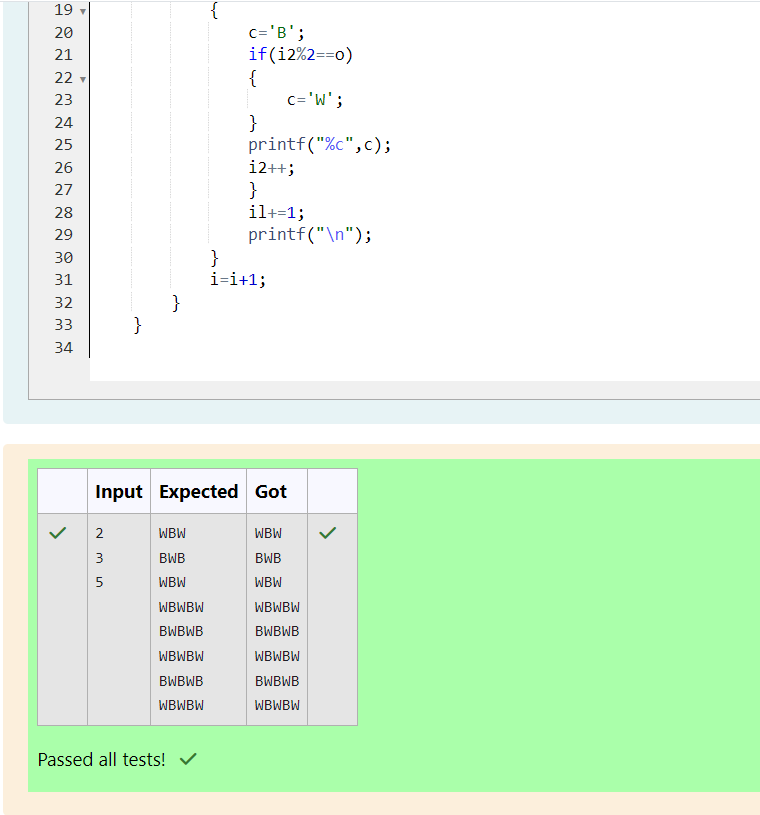 19 {
20 c='B';
21 if(i2%2==o)
22 {
23 c='W';
24 }
25 printf("%c",c);
26 i2++;
27 }
28 il+=1;
29 printf("\n");
30 }
31 i=i+1;
32 }
33 }
34
Input Expected Got
2 WBW WBW
3 BWB BWB
5 WBW WBW
WBWBW WBWBW
BWBWB BWBWB
WBWBW WBWBW
BWBWB BWBWB
WBWBW WBWBW
Passed all tests!